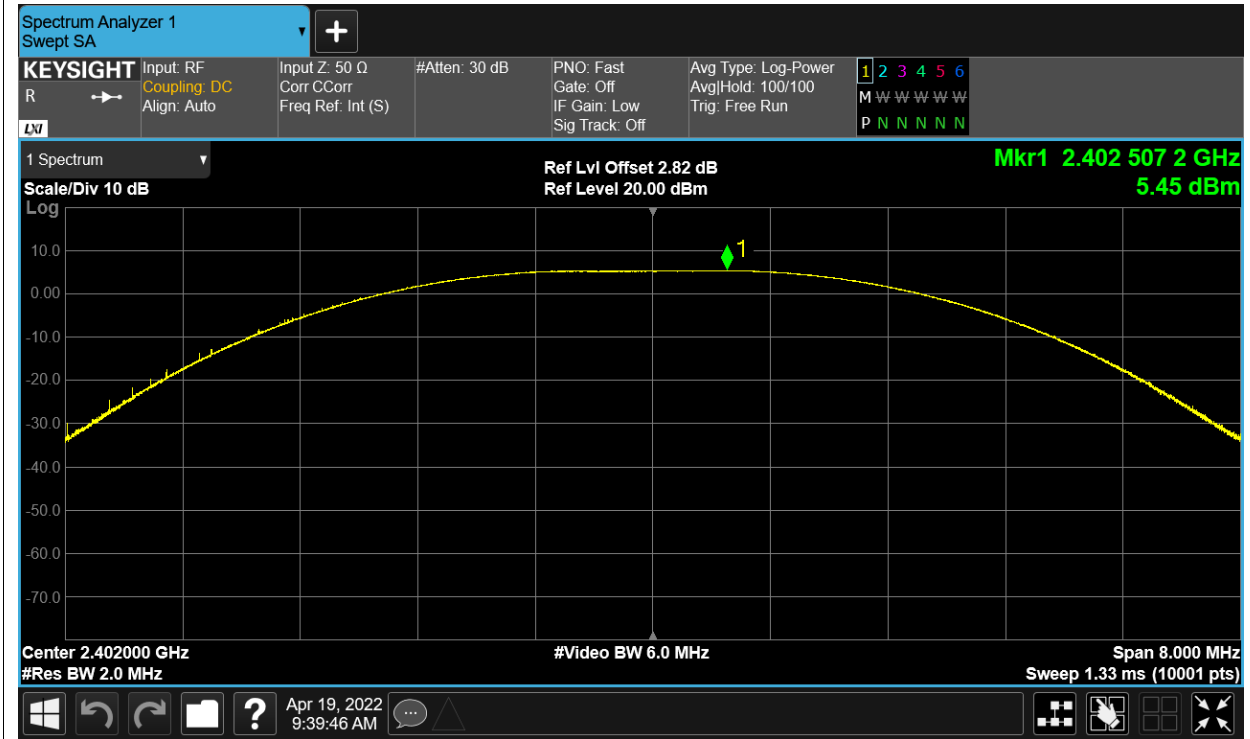 Spectrum Analyzer 1
Swept SA
KEYSIGHT
R
LXI
Input: RF
Coupling: DC
Align: Auto
Input Z: 50 Ω
Corr CCorr
Freq Ref: Int (S)
#Atten: 30 dB
PNO: Fast
Gate: Off
IF Gain: Low
Sig Track: Off
Avg Type: Log-Power
Avg|Hold: 100/100
Trig: Free Run
1 2 3 4 5 6
M W W W W W
P N N N N N
1 Spectrum
Scale/Div 10 dB
Log
Ref Lvl Offset 2.82 dB
Ref Level 20.00 dBm
Mkr1 2.402 507 2 GHz
5.45 dBm
1
10.0
0.00
-10.0
-20.0
-30.0
-40.0
-50.0
-60.0
-70.0
Center 2.402000 GHz
#Res BW 2.0 MHz
#Video BW 6.0 MHz
Span 8.000 MHz
Sweep 1.33 ms (10001 pts)
?
Apr 19, 2022
9:39:46 AM